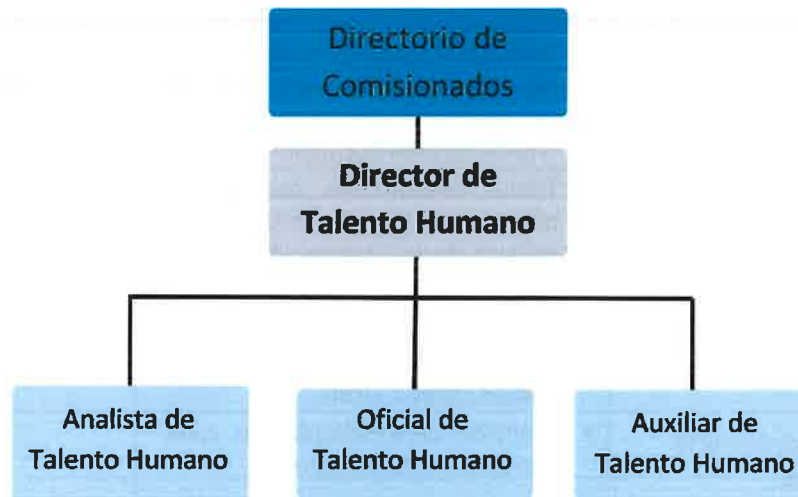 Directorio de
Comisionados
Director de
Talento Humano
Analista de
Talento Humano
Oficial de
Talento Humano
Auxiliar de
Talento Humano